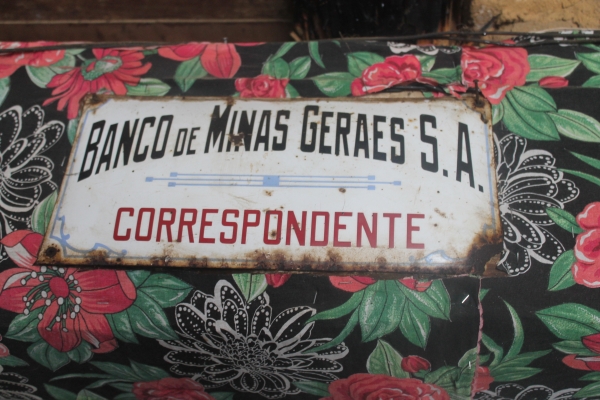 BANCO DE MINAS GERAES S.A.
CORRESPONDENTE